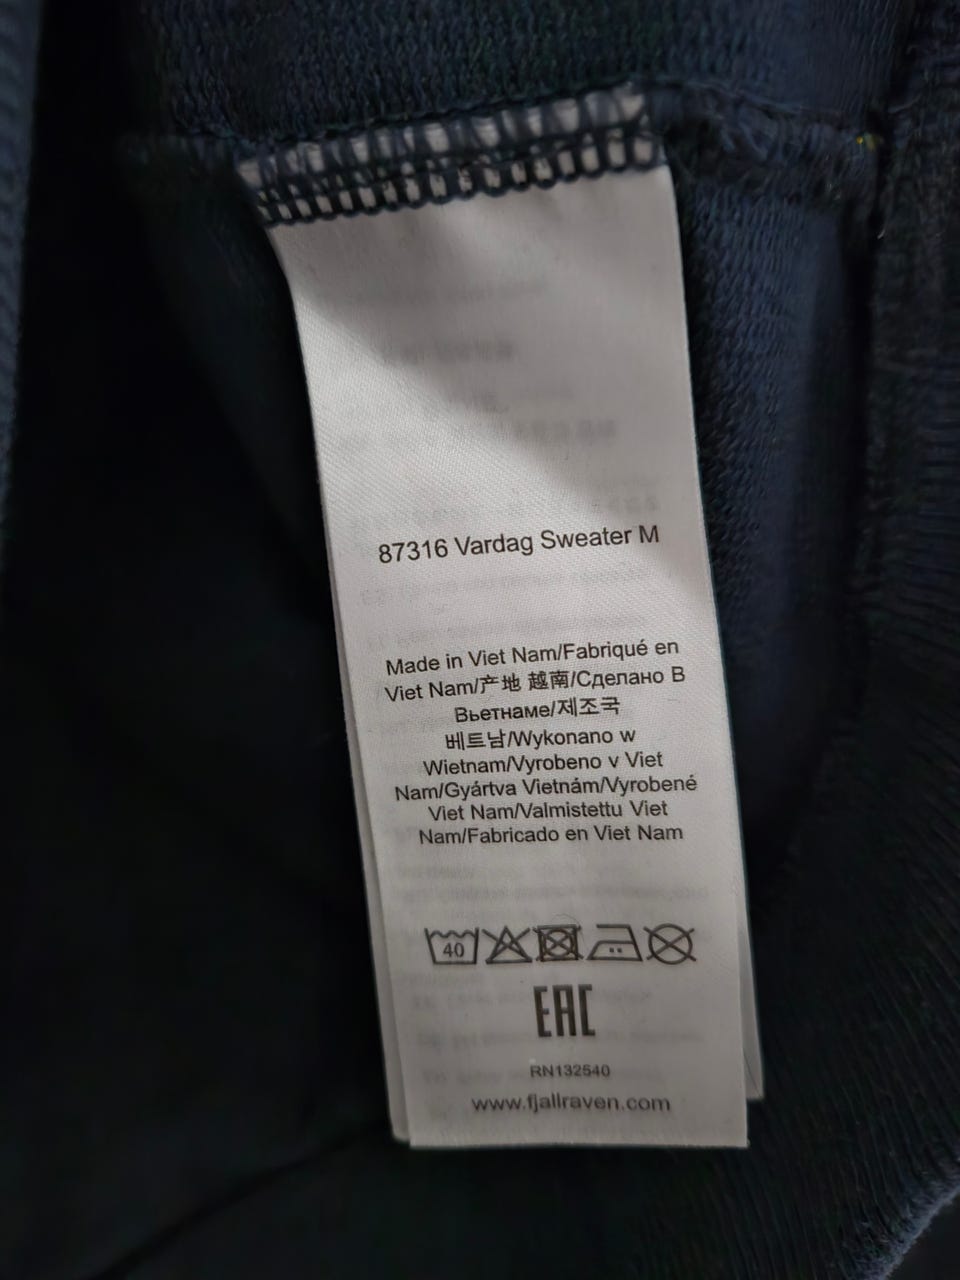 87316 Vardag Sweater M
Made in Viet Nam/Fabriqué en
Viet Nam/产地 越南/Сделано В
Вьетнаме/제조국
베트남/Wykonano w
Wietnam/Vyrobeno v Viet
Nam/Gyártva Vietnám/Vyrobené
Viet Nam/Valmistettu Viet
Nam/Fabricado en Viet Nam
40
EAC
RN132540
www.fjallraven.com